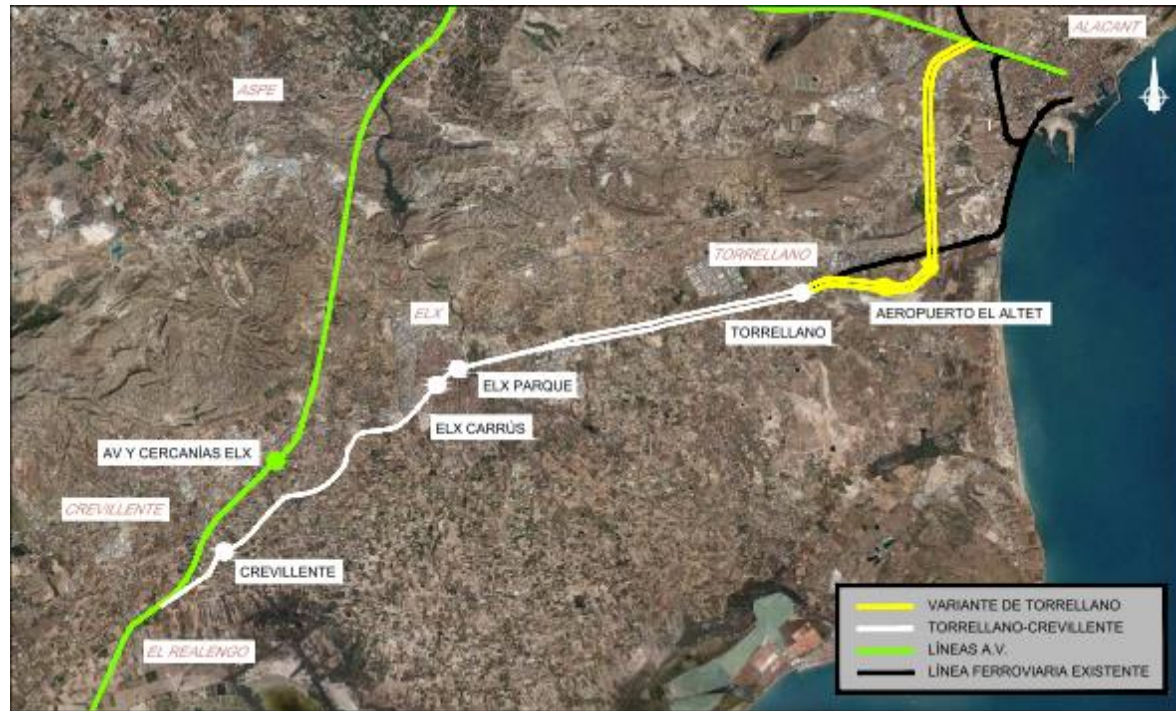 ALACANT
ASPE
TORRELLANO
AEROPUERTO EL ALTET
TORRELLANO
ELX
ELX PARQUE
ELX CARRÚS
AV Y CERCANÍAS ELX
CREVILLENTE
CREVILLENTE
EL REALENGO
VARIANTE DE TORRELLANO
TORRELLANO-CREVILLENTE
LÍNEAS A.V.
LÍNEA FERROVIARIA EXISTENTE